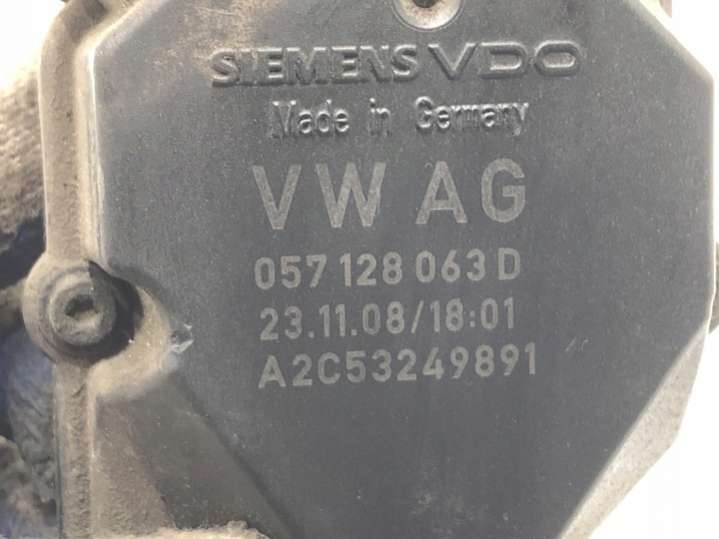 SIEMENS VDO
Made in Germany
VW AG
057 128 063 D
23.11.08/18:01
A2C53249891